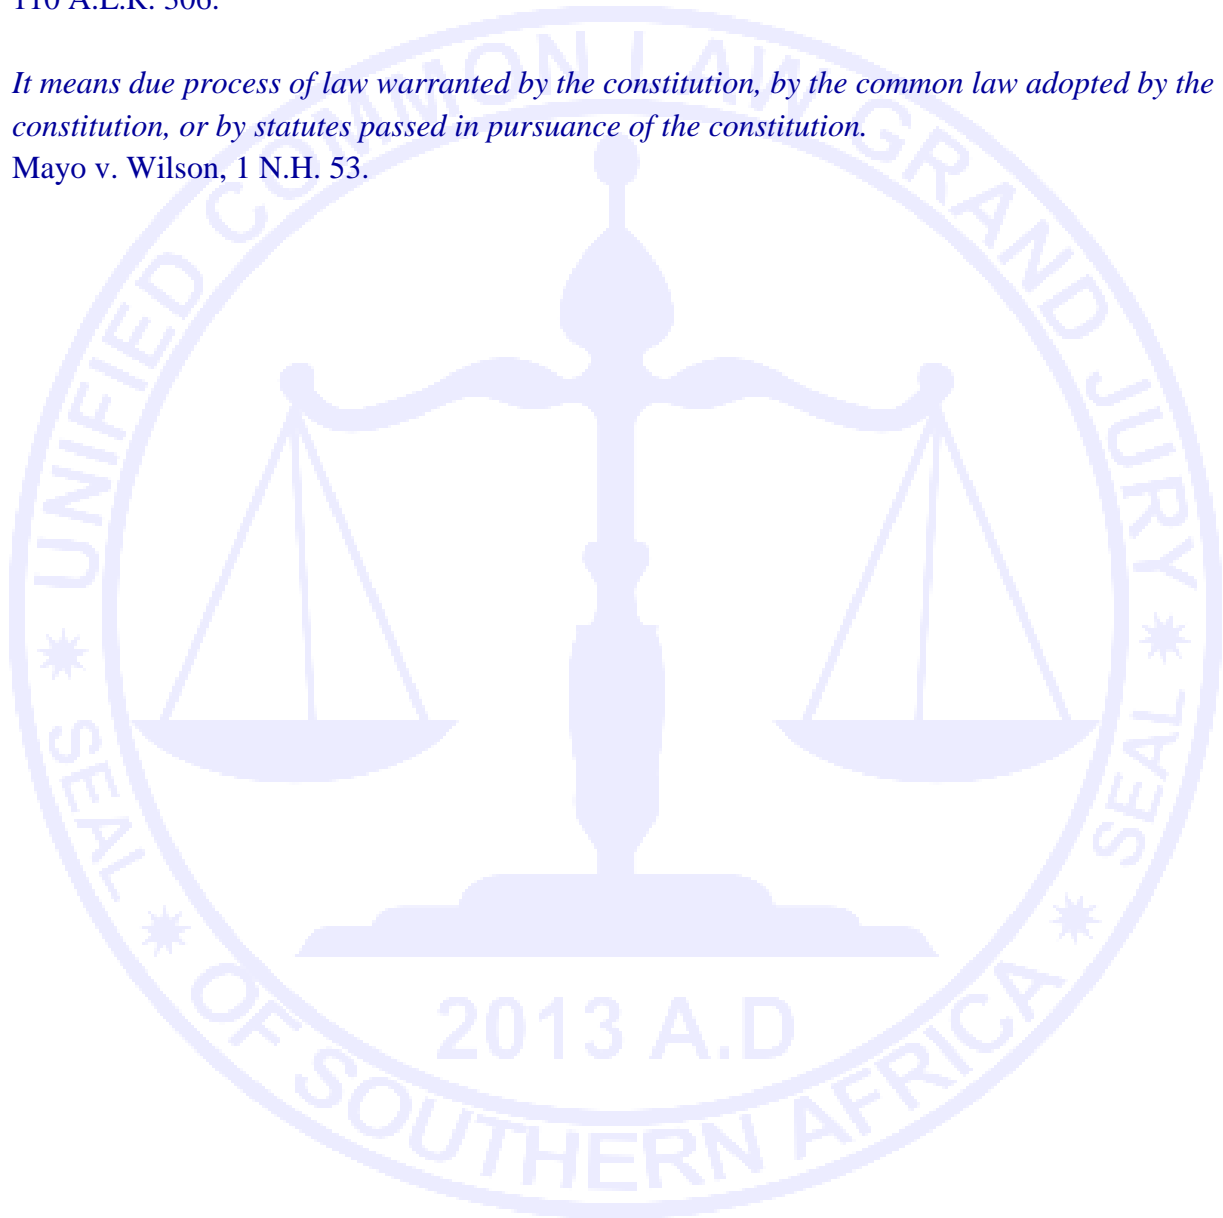 110 A.L.R. 506.
It means due process of law warranted by the constitution, by the common law adopted by the
constitution, or by statutes passed in pursuance of the constitution.
Mayo v. Wilson, 1 N.H. 53.
UNIFIED COMMON LAW GRAND JURY
SEAL OF SOUTHERN AFRICA SEAL
2013 A.D